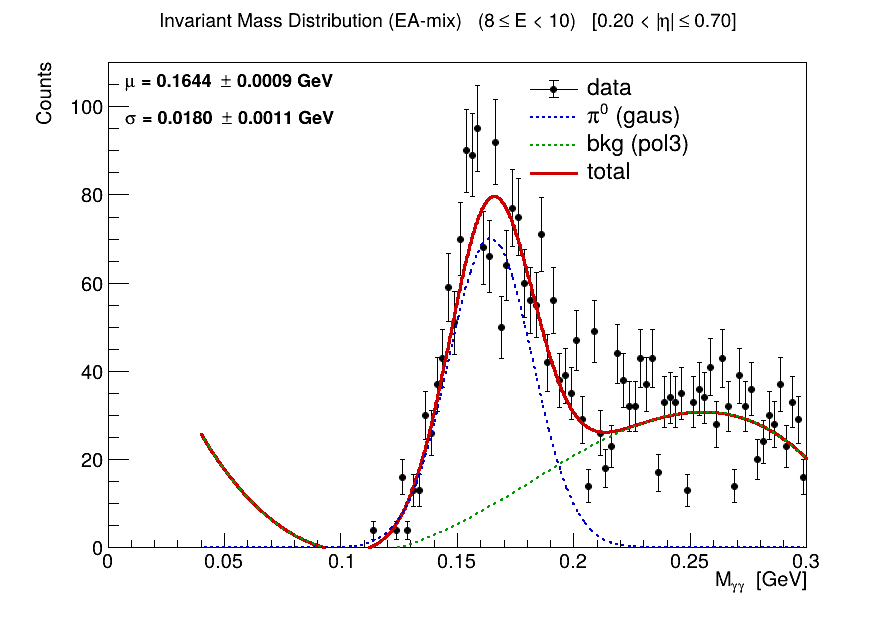 Invariant Mass Distribution (EA-mix)   (8 ≤ E < 10)   [0.20 < |η| ≤ 0.70]
Counts
μ = 0.1644 ± 0.0009 GeV
σ = 0.0180 ± 0.0011 GeV
data
π⁰ (gaus)
bkg (pol3)
total
100
80
60
40
20
0
0 0.05 0.1 0.15 0.2 0.25 0.3
Mγγ [GeV]